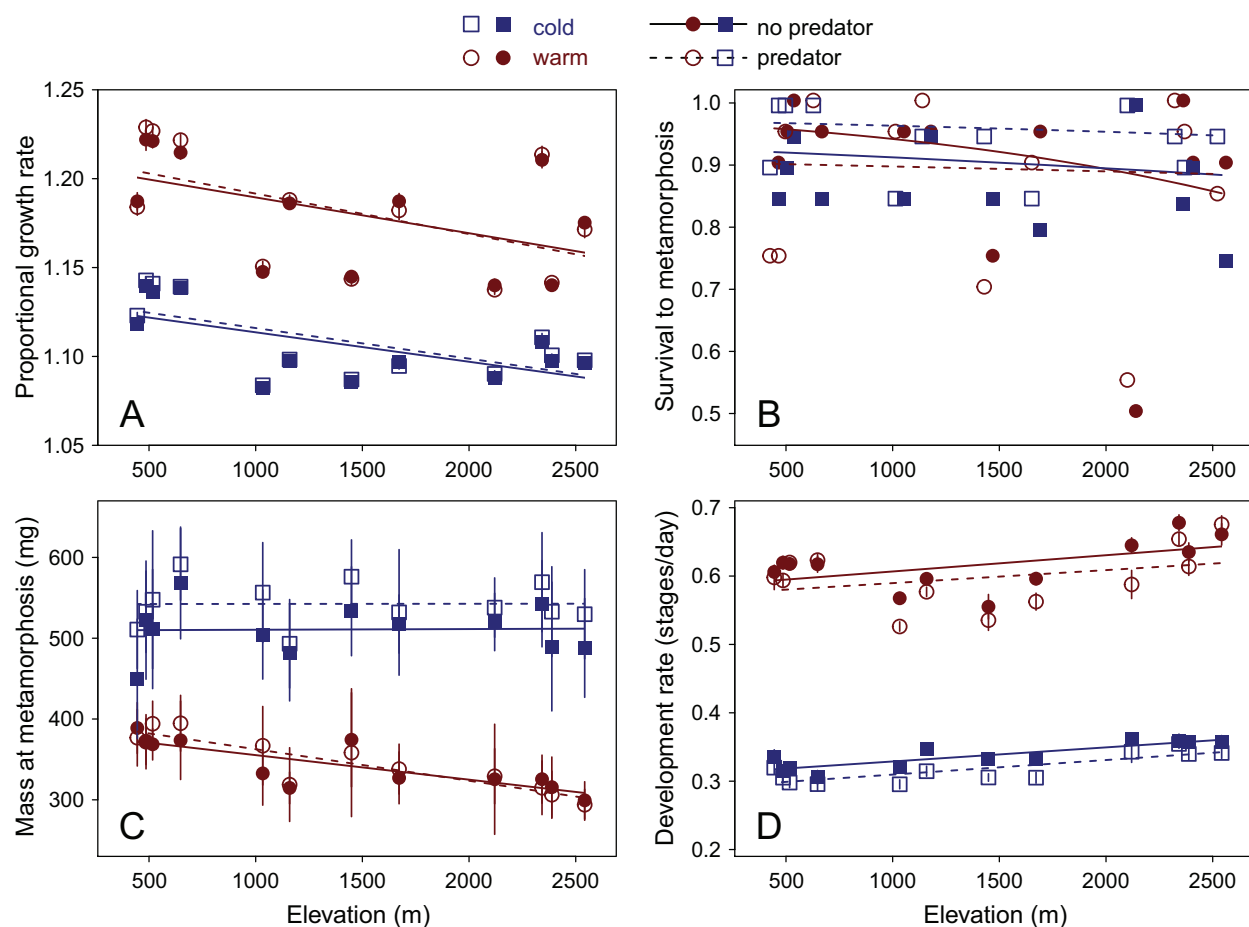 cold
no predator
warm
predator
1.25
1.20
1.15
1.10
1.05
Proportional growth rate
A
500 1000 1500 2000 2500
1.0
0.9
0.8
0.7
0.6
0.5
Survival to metamorphosis
B
500 1000 1500 2000 2500
600
500
400
300
Mass at metamorphosis (mg)
C
500 1000 1500 2000 2500
Elevation (m)
0.7
0.6
0.5
0.4
0.3
0.2
Development rate (stages/day)
D
500 1000 1500 2000 2500
Elevation (m)